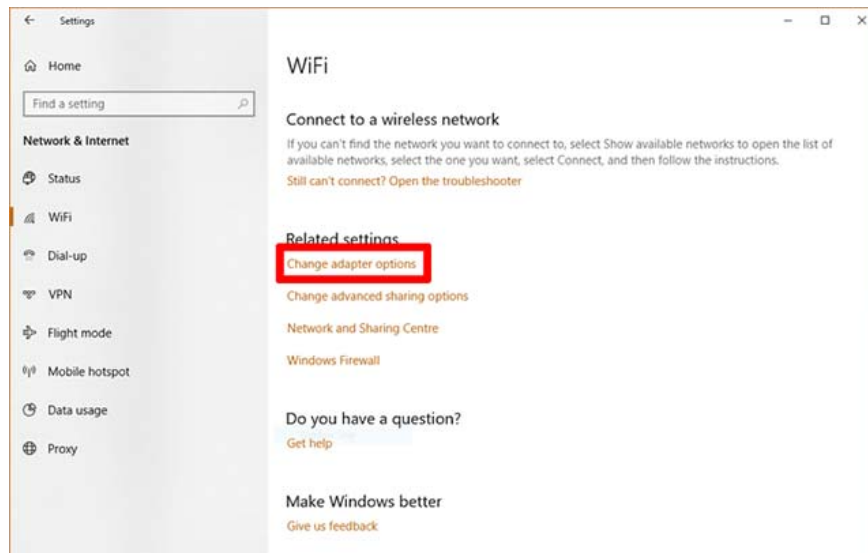 Settings
Home
Find a setting
Network & Internet
Status
WiFi
Dial-up
VPN
Flight mode
Mobile hotspot
Data usage
Proxy
WiFi
Connect to a wireless network
If you can't find the network you want to connect to, select Show available networks to open the list of
available networks, select the one you want, select Connect, and then follow the instructions.
Still can't connect? Open the troubleshooter
Related settings
Change adapter options
Change advanced sharing options
Network and Sharing Centre
Windows Firewall
Do you have a question?
Get help
Make Windows better
Give us feedback